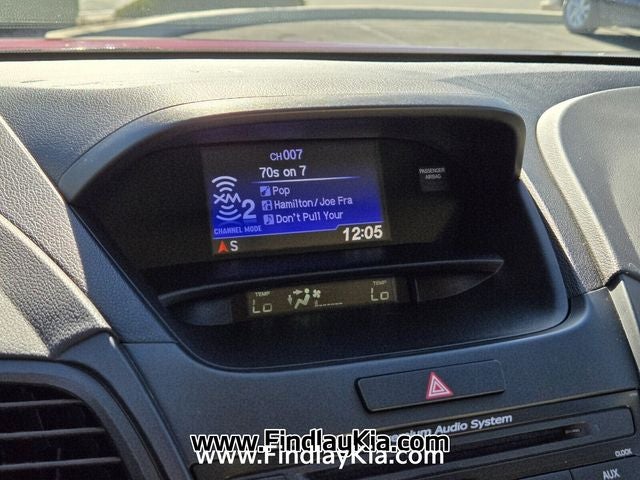 CH007
70s on 7
XM 2
Pop
Hamilton/Joe Fra
Don't Pull Your
CHANNEL MODE
S
12:05
PASSENGER
AIRBAG
TEMP
Lo
TEMP
Lo
Audio System
www.FindlayKia.com
www.FindlayKia.com
CLOCK
AUX